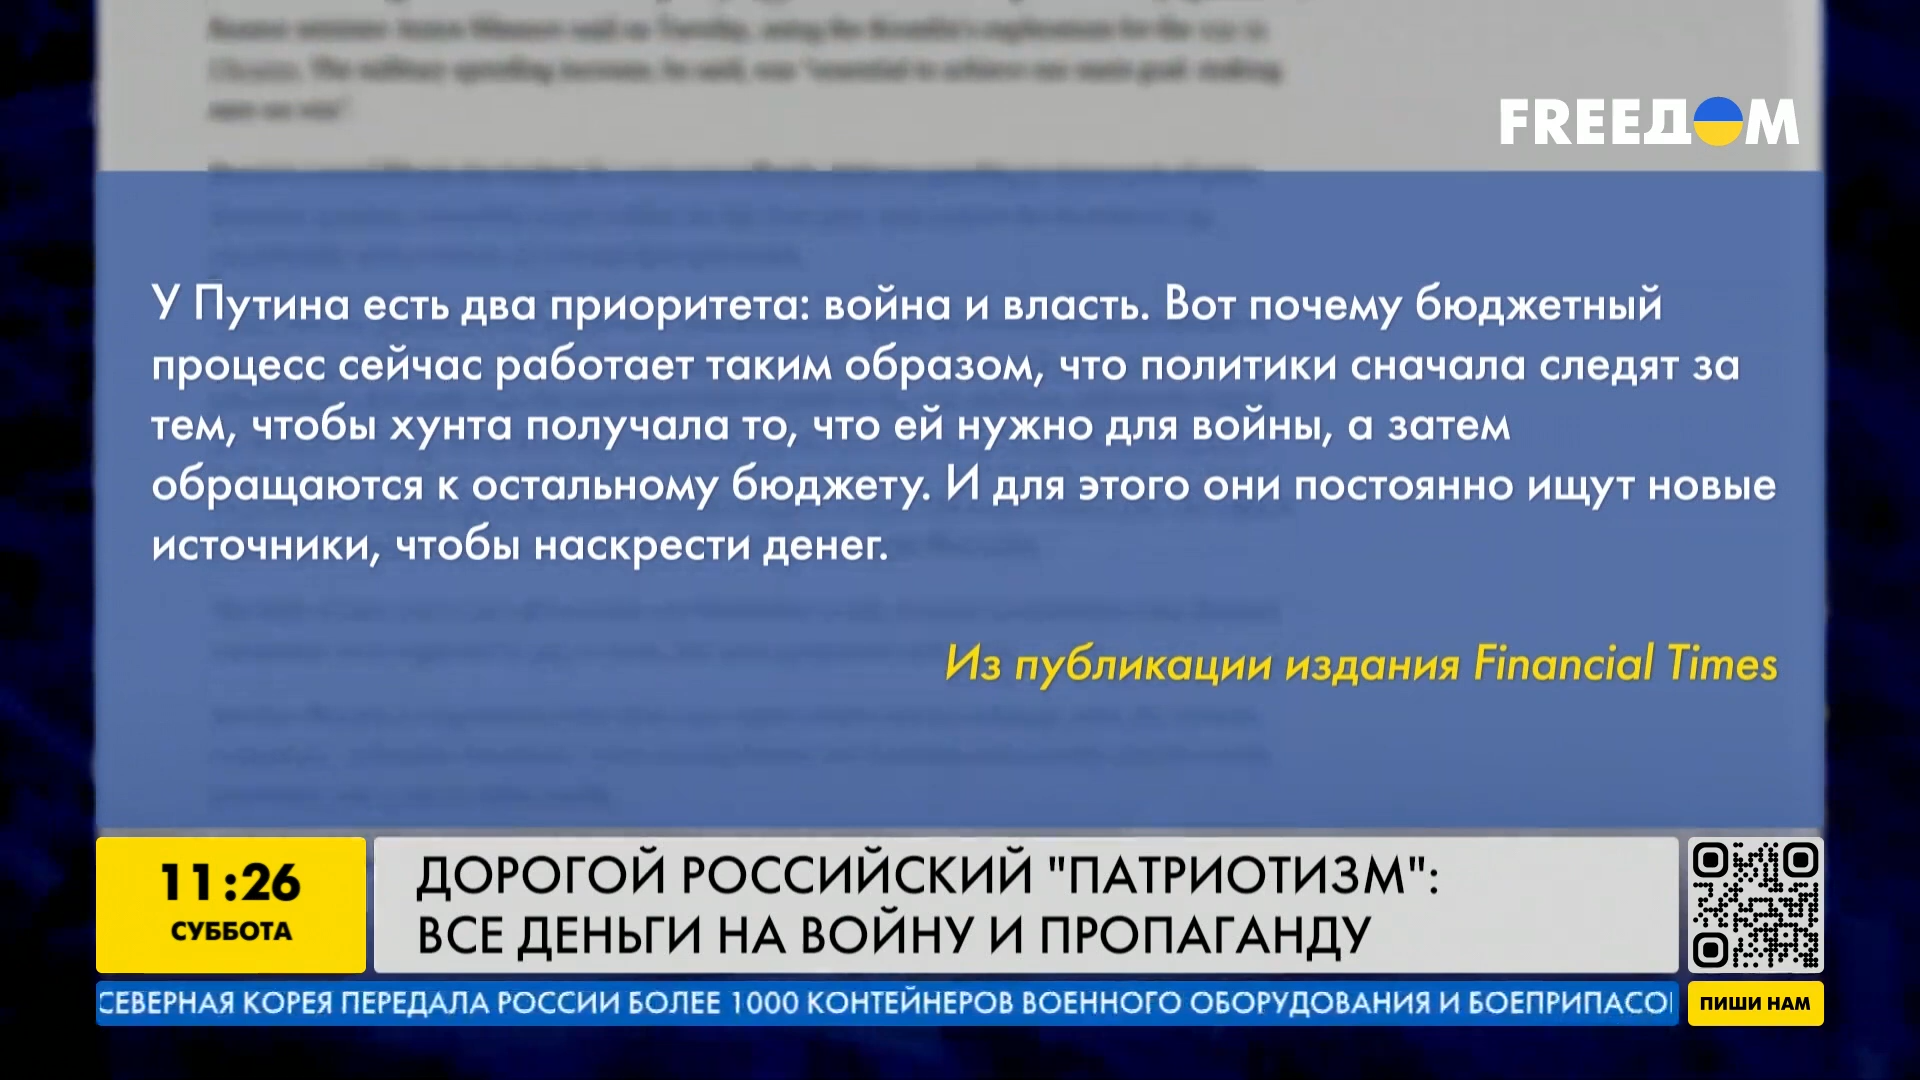 FREEДOM
У Путина есть два приоритета: война и власть. Вот почему бюджетный
процесс сейчас работает таким образом, что политики сначала следят за
тем, чтобы хунта получала то, что ей нужно для войны, а затем
обращаются к остальному бюджету. И для этого они постоянно ищут новые
источники, чтобы наскрести денег.
Из публикации издания Financial Times
11:26
СУББОТА
ДОРОГОЙ РОССИЙСКИЙ "ПАТРИОТИЗМ":
ВСЕ ДЕНЬГИ НА ВОЙНУ И ПРОПАГАНДУ
СЕВЕРНАЯ КОРЕЯ ПЕРЕДАЛА РОССИИ БОЛЕЕ 1000 КОНТЕЙНЕРОВ ВОЕННОГО ОБОРУДОВАНИЯ И БОЕПРИПАСО
ПИШИ НАМ